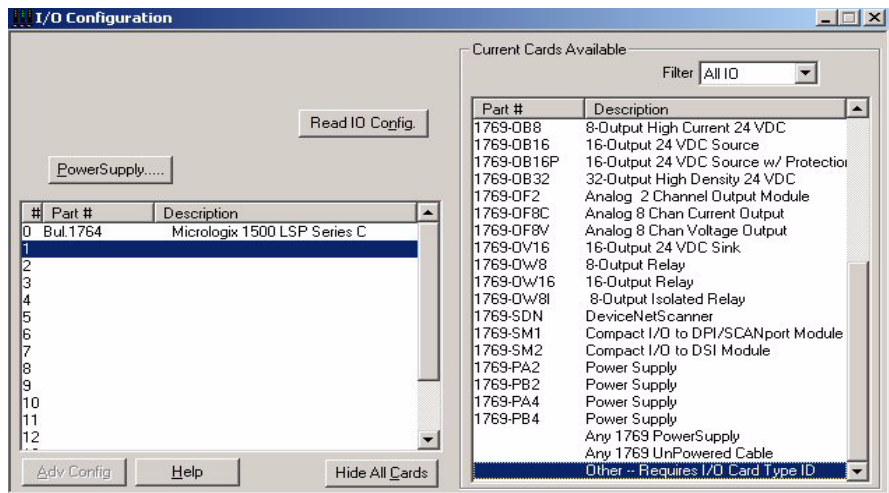 I/O Configuration
Current Cards Available
Filter All IO
Read IO Config.
PowerSupply.....
# Part # Description
0 Bul.1764 Micrologix 1500 LSP Series C
1
2
3
4
5
6
7
8
9
10
11
12
Adv Config Help Hide All Cards
Part # Description
1769-OB8 8-Output High Current 24 VDC
1769-OB16 16-Output 24 VDC Source
1769-OB16P 16-Output 24 VDC Source w/ Protection
1769-OB32 32-Output High Density 24 VDC
1769-OF2 Analog 2 Channel Output Module
1769-OF8C Analog 8 Chan Current Output
1769-OF8V Analog 8 Chan Voltage Output
1769-OV16 16-Output 24 VDC Sink
1769-OW8 8-Output Relay
1769-OW16 16-Output Relay
1769-OW8I 8-Output Isolated Relay
1769-SDN DeviceNetScanner
1769-SM1 Compact I/O to DPI/SCANport Module
1769-SM2 Compact I/O to DSI Module
1769-PA2 Power Supply
1769-PB2 Power Supply
1769-PA4 Power Supply
1769-PB4 Power Supply
Any 1769 PowerSupply
Any 1769 UnPowered Cable
Other -- Requires I/O Card Type ID